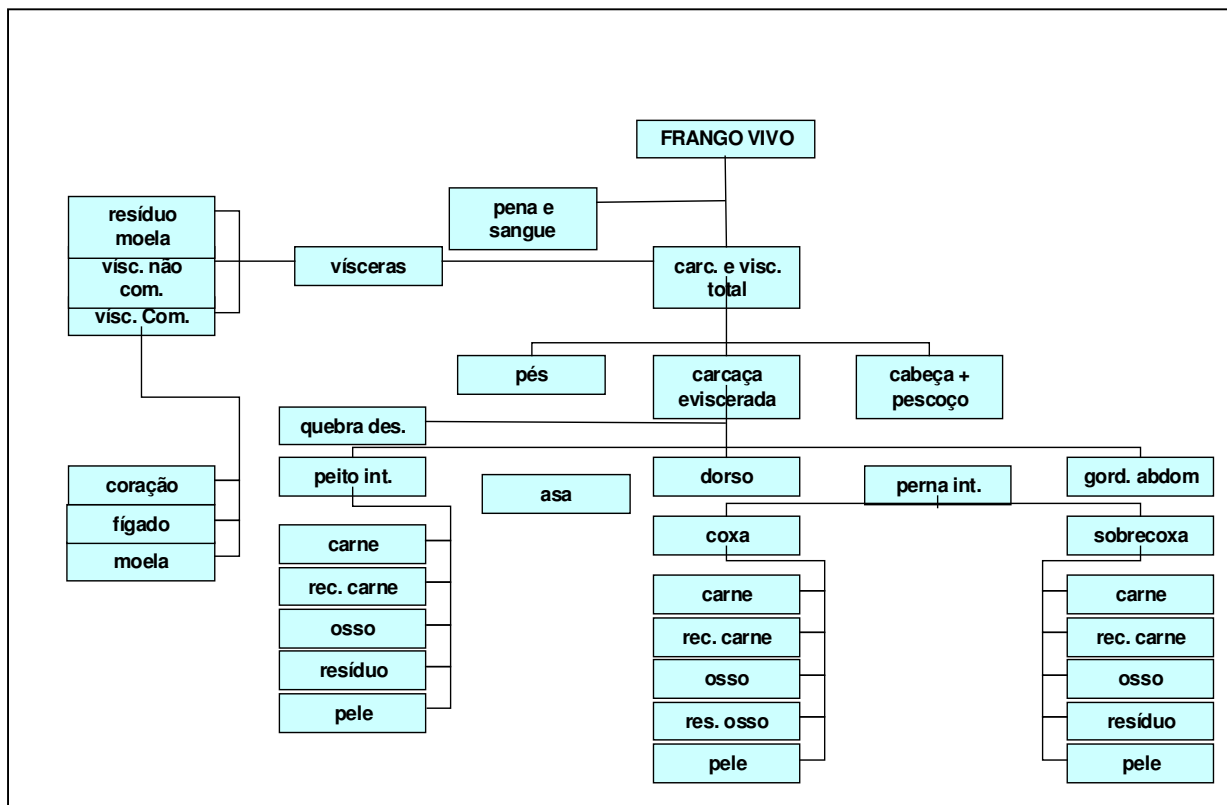 FRANGO VIVO
pena e
sangue
resíduo
moela
vísc. não
com.
vísc. Com.
vísceras
carc. e visc.
total
pés
carcaça
eviscerada
cabeça +
pescoço
quebra des.
peito int.
asa
dorso
perna int.
gord. abdom
coração
fígado
moela
coxa
sobrecoxa
carne
rec. carne
osso
resíduo
pele
carne
rec. carne
osso
res. osso
pele
carne
rec. carne
osso
resíduo
pele